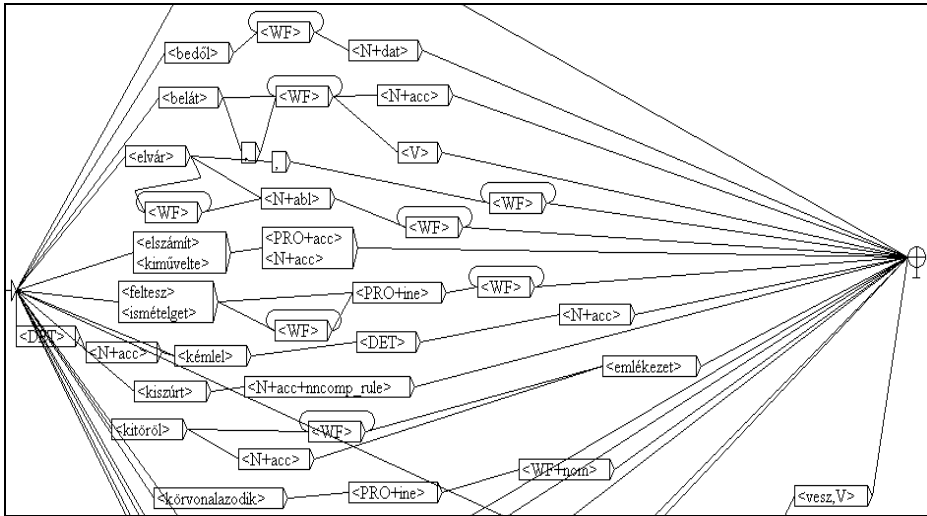 <WF>
<bedől> <N+dat>
<belát> <WF> <N+acc>
, <V>
<elvár> ,
<WF> <N+abl> <WF> <WF>
<elszámít> <PRO+acc>
<kiművelte> <N+acc>
<feltesz> <PRO+ine> <WF>
<ismételget>
<WF> <N+acc>
<DET> <N+acc> <kémlel> <DET>
<emlékezet>
<kiszúrt> <N+acc+nncomp_rule>
<kitöröl> <WF>
<N+acc> <WF+nom>
<körvonalazodik> <PRO+ine> <vesz,V>